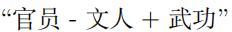 “官员 - 文人 + 武功”